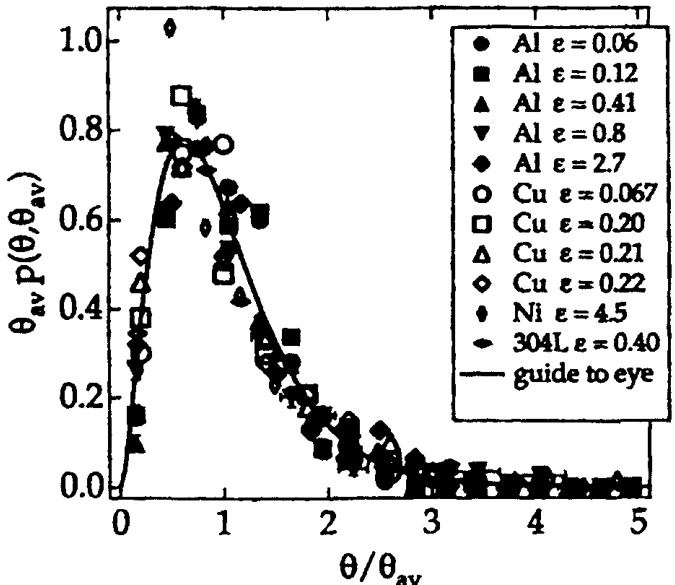 1.0
0.8
0.6
0.4
0.2
0.0
θav p(θ,θav)
0 1 2 3 4 5
θ/θav
Al ε = 0.06
Al ε = 0.12
Al ε = 0.41
Al ε = 0.8
Al ε = 2.7
Cu ε = 0.067
Cu ε = 0.20
Cu ε = 0.21
Cu ε = 0.22
Ni ε = 4.5
304L ε = 0.40
guide to eye